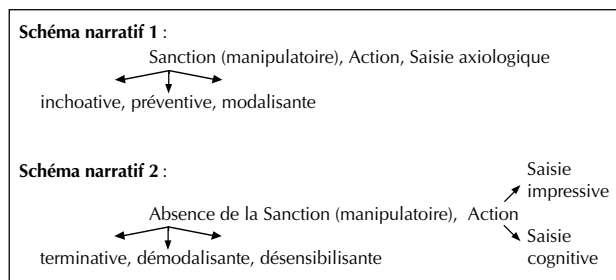 Schéma narratif 1 :
Sanction (manipulatoire), Action, Saisie axiologique
inchoative, préventive, modalisante
Schéma narratif 2 :
Saisie
impressive
Absence de la Sanction (manipulatoire), Action
Saisie
cognitive
terminative, démodalisante, désensibilisante